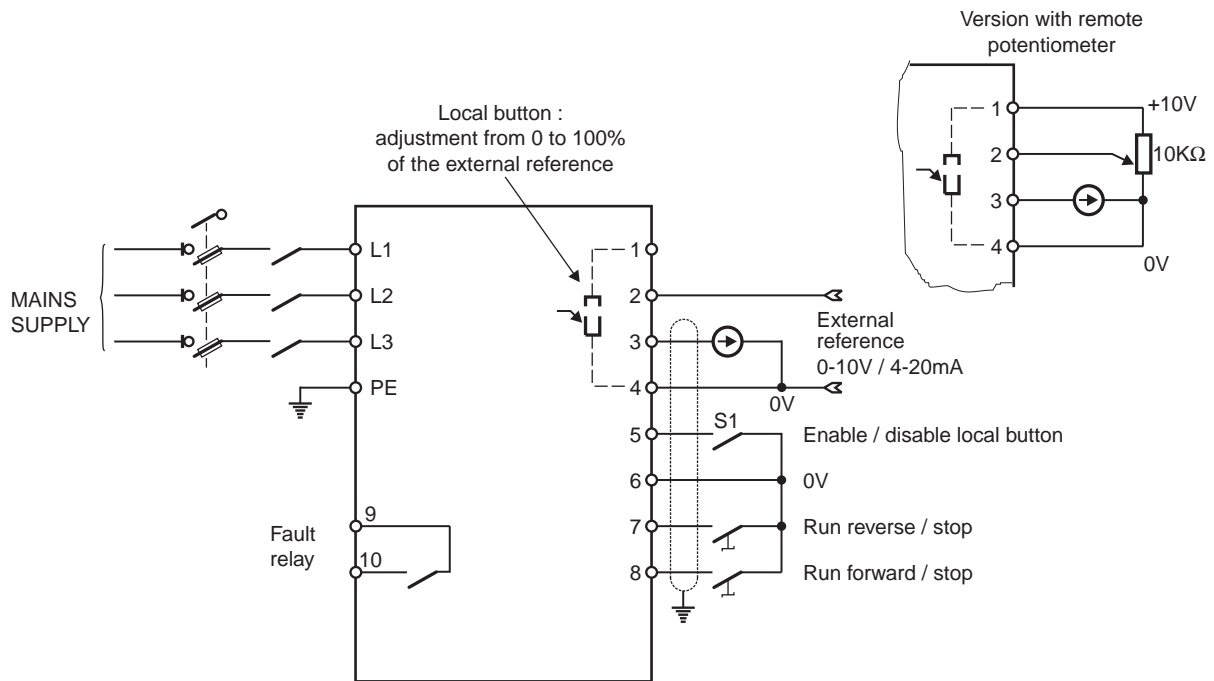 Version with remote
potentiometer
1
+10V
2
10KΩ
3
4
0V
Local button :
adjustment from 0 to 100%
of the external reference
MAINS
SUPPLY
L1
L2
L3
PE
1
2
3
4
External
reference
0-10V / 4-20mA
0V
5
S1
Enable / disable local button
6
0V
Fault
relay
9
10
7
Run reverse / stop
8
Run forward / stop